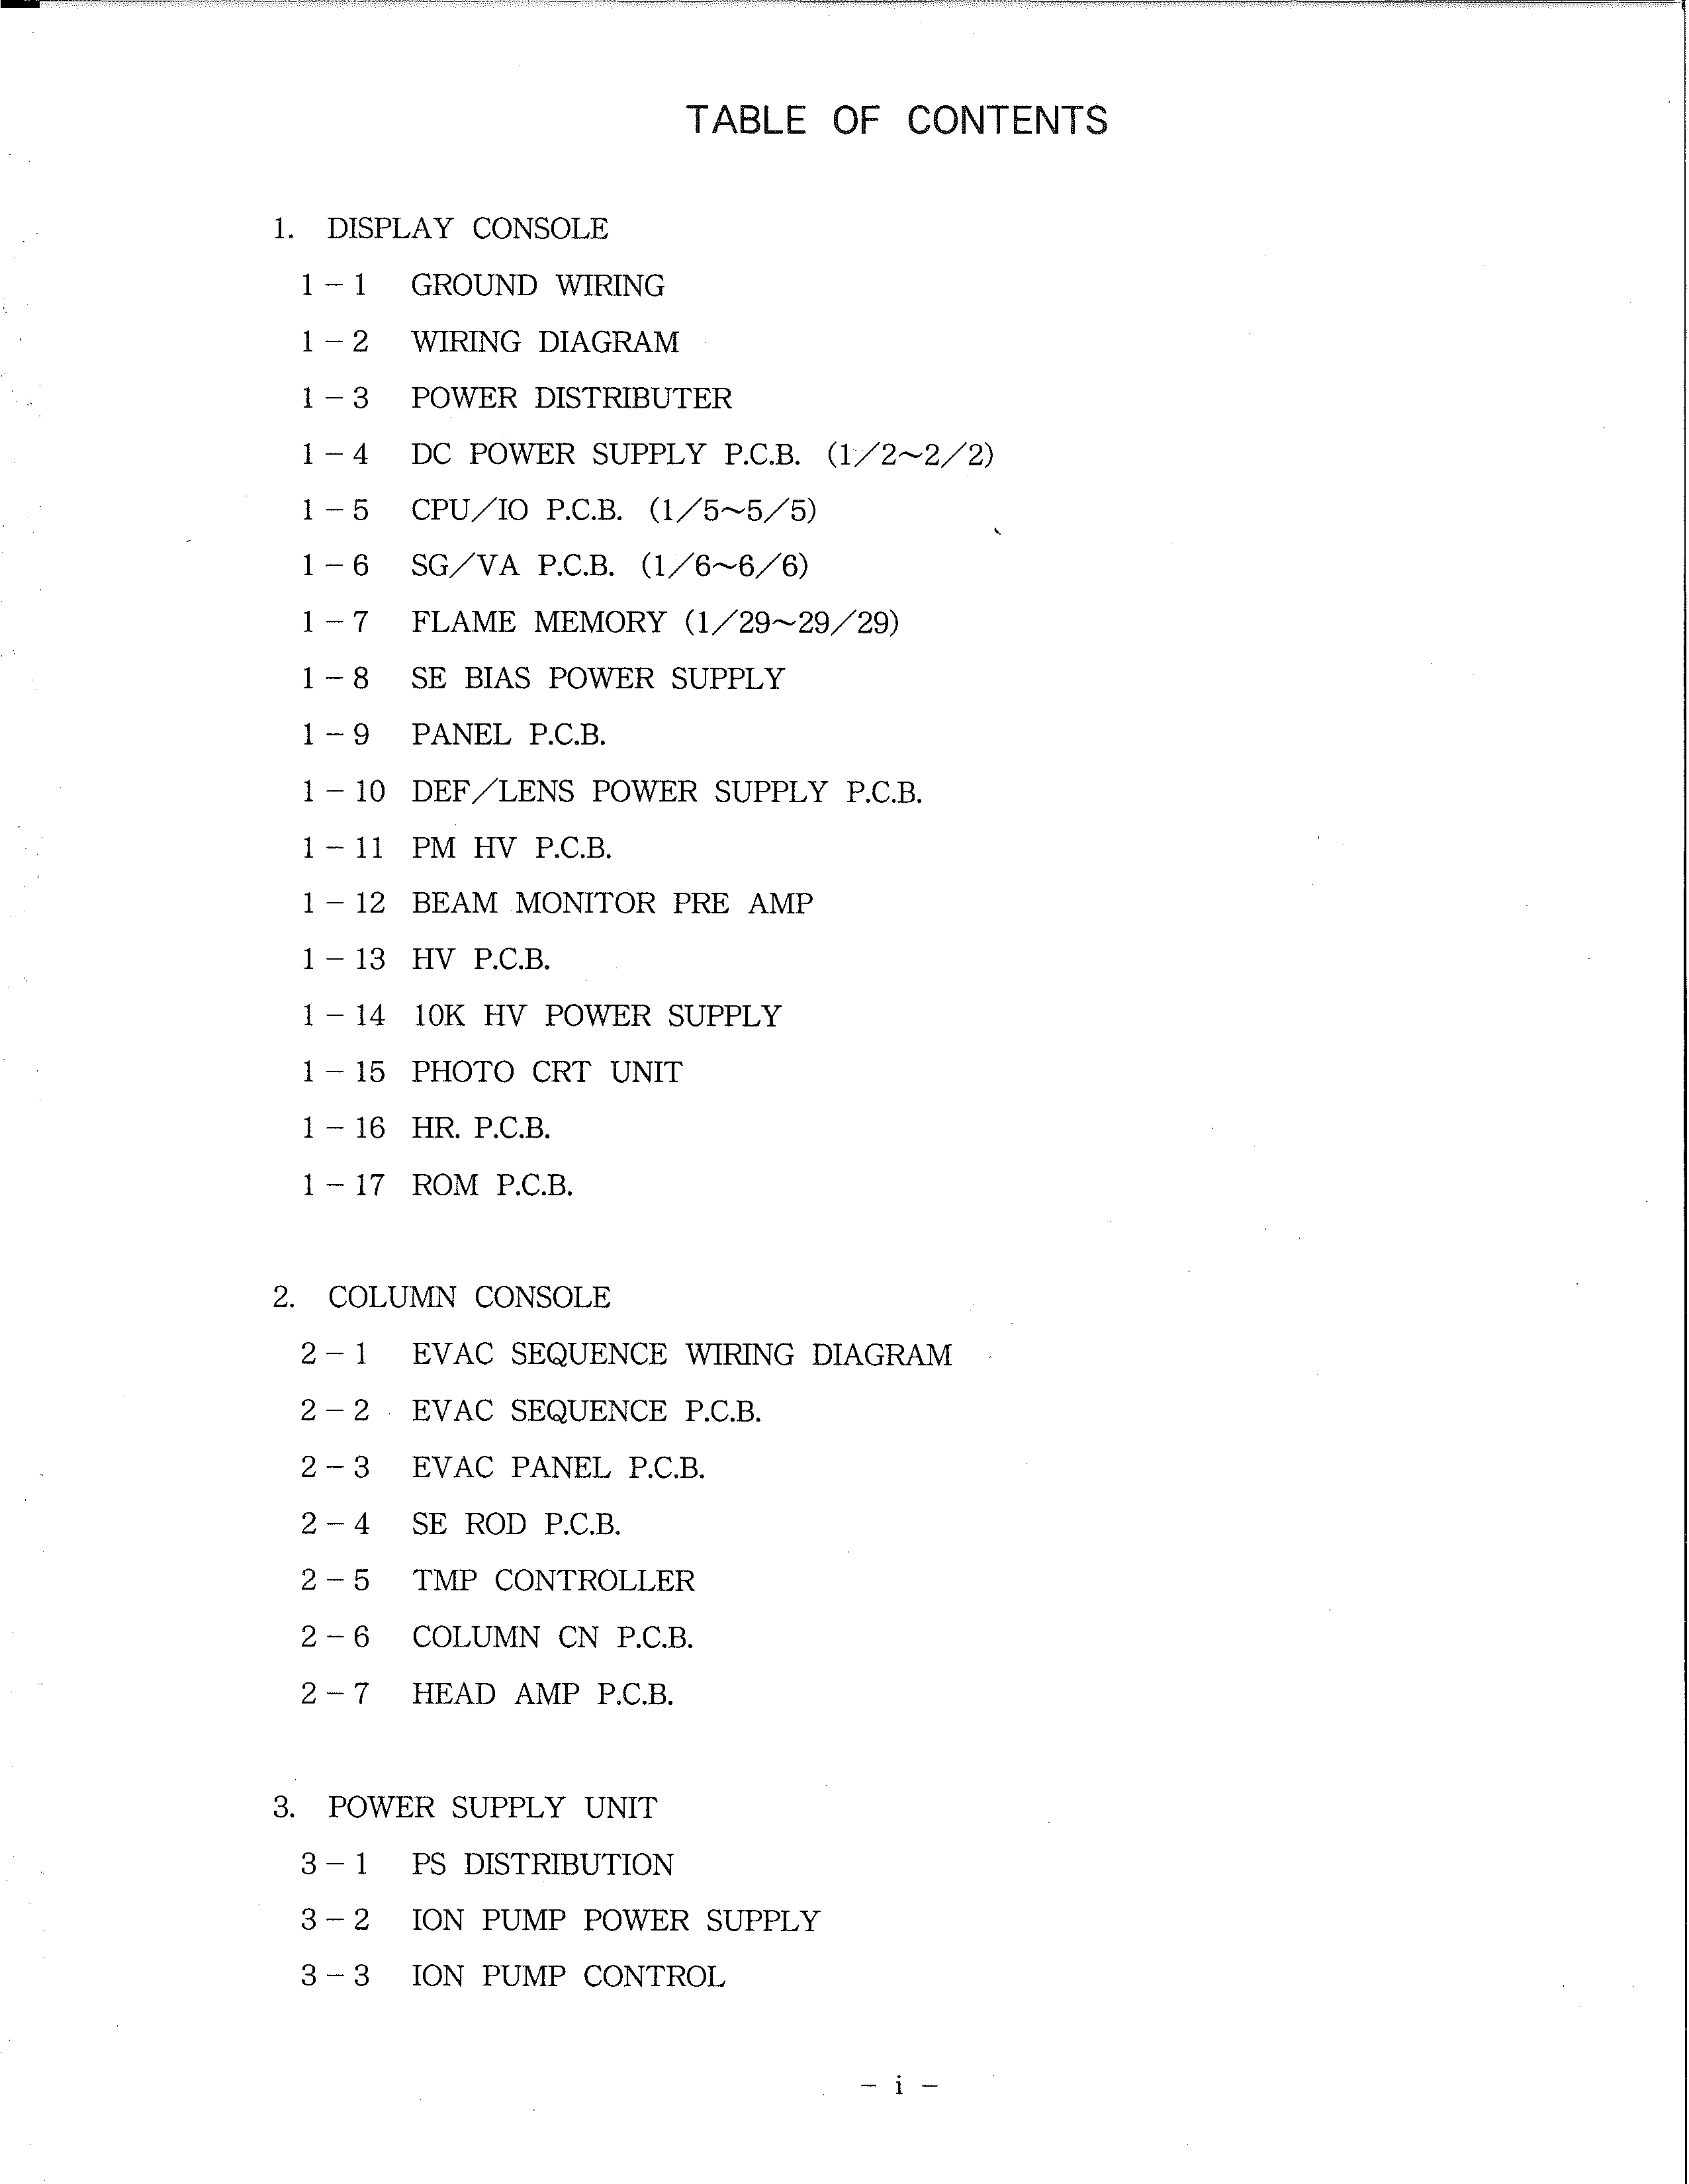 TABLE OF CONTENTS
1. DISPLAY CONSOLE
1-1 GROUND WIRING
1-2 WIRING DIAGRAM
1-3 POWER DISTRIBUTER
1-4 DC POWER SUPPLY P.C.B. (1/2~2/2)
1-5 CPU/IO P.C.B. (1/5~5/5)
1-6 SG/VA P.C.B. (1/6~6/6)
1-7 FLAME MEMORY (1/29~29/29)
1-8 SE BIAS POWER SUPPLY
1-9 PANEL P.C.B.
1-10 DEF/LENS POWER SUPPLY P.C.B.
1-11 PM HV P.C.B.
1-12 BEAM MONITOR PRE AMP
1-13 HV P.C.B.
1-14 10K HV POWER SUPPLY
1-15 PHOTO CRT UNIT
1-16 HR. P.C.B.
1-17 ROM P.C.B.
2. COLUMN CONSOLE
2-1 EVAC SEQUENCE WIRING DIAGRAM
2-2 EVAC SEQUENCE P.C.B.
2-3 EVAC PANEL P.C.B.
2-4 SE ROD P.C.B.
2-5 TMP CONTROLLER
2-6 COLUMN CN P.C.B.
2-7 HEAD AMP P.C.B.
3. POWER SUPPLY UNIT
3-1 PS DISTRIBUTION
3-2 ION PUMP POWER SUPPLY
3-3 ION PUMP CONTROL
- i -